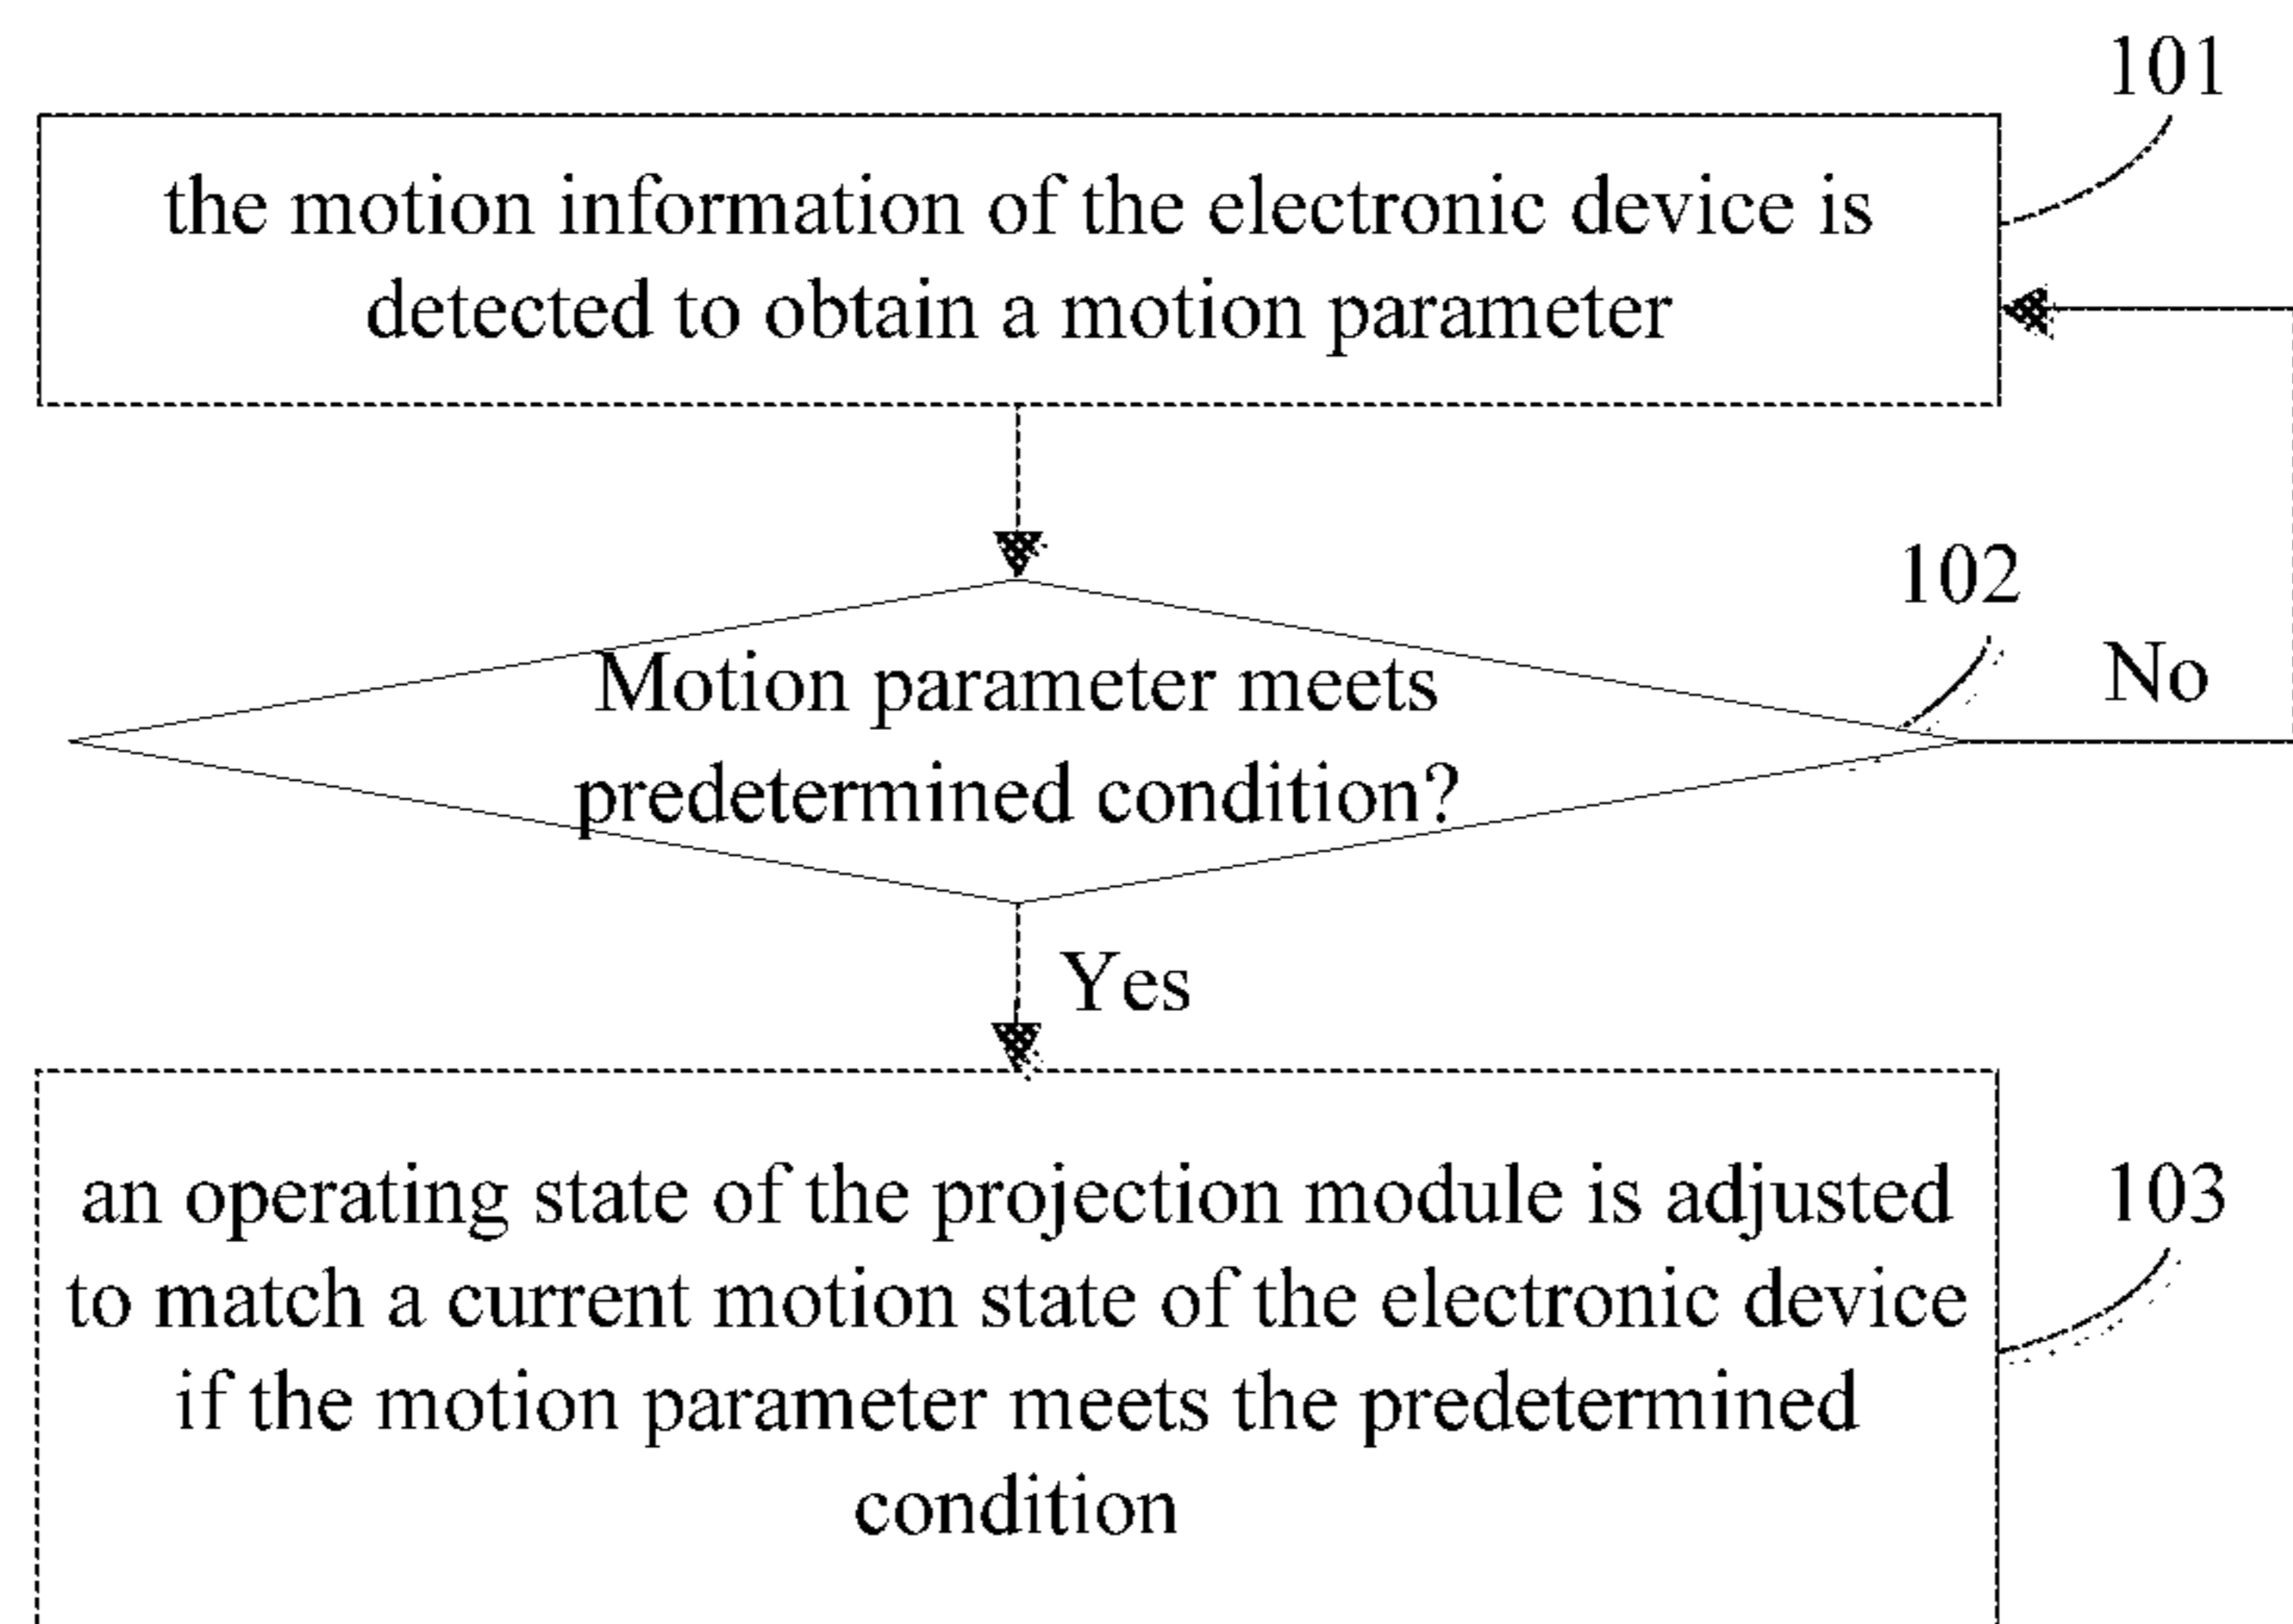 101
the motion information of the electronic device is
detected to obtain a motion parameter
102
No
Motion parameter meets
predetermined condition?
Yes
an operating state of the projection module is adjusted
to match a current motion state of the electronic device
if the motion parameter meets the predetermined
condition
103